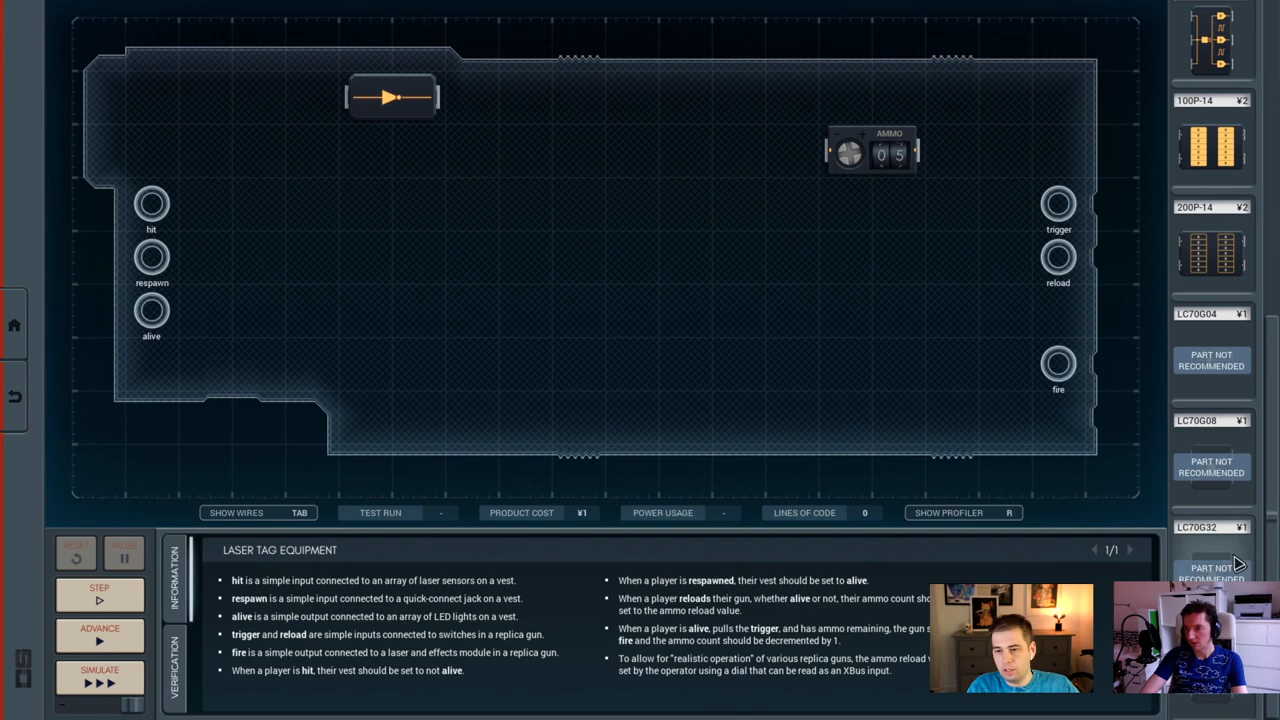 100P-14 ¥2
AMMO
- +
05
hit
trigger
200P-14 ¥2
respawn
reload
alive
LC70G04 ¥1
PART NOT
RECOMMENDED
fire
LC70G08 ¥1
PART NOT
RECOMMENDED
SHOW WIRES TAB
TEST RUN -
PRODUCT COST ¥1
POWER USAGE -
LINES OF CODE 0
SHOW PROFILER R
LC70G32 ¥1
PART NOT
RECOMMENDED
RESET
PAUSE
STEP
ADVANCE
SIMULATE
INFORMATION
VERIFICATION
LASER TAG EQUIPMENT
1/1
• hit is a simple input connected to an array of laser sensors on a vest.
• respawn is a simple input connected to a quick-connect jack on a vest.
• alive is a simple output connected to an array of LED lights on a vest.
• trigger and reload are simple inputs connected to switches in a replica gun.
• fire is a simple output connected to a laser and effects module in a replica gun.
• When a player is hit, their vest should be set to not alive.
• When a player is respawned, their vest should be set to alive.
• When a player reloads their gun, whether alive or not, their ammo count
set to the ammo reload value.
• When a player is alive, pulls the trigger, and has ammo remaining, the gun
fire and the ammo count should be decremented by 1.
• To allow for "realistic operation" of various replica guns, the ammo reload
set by the operator using a dial that can be read as an XBus input.